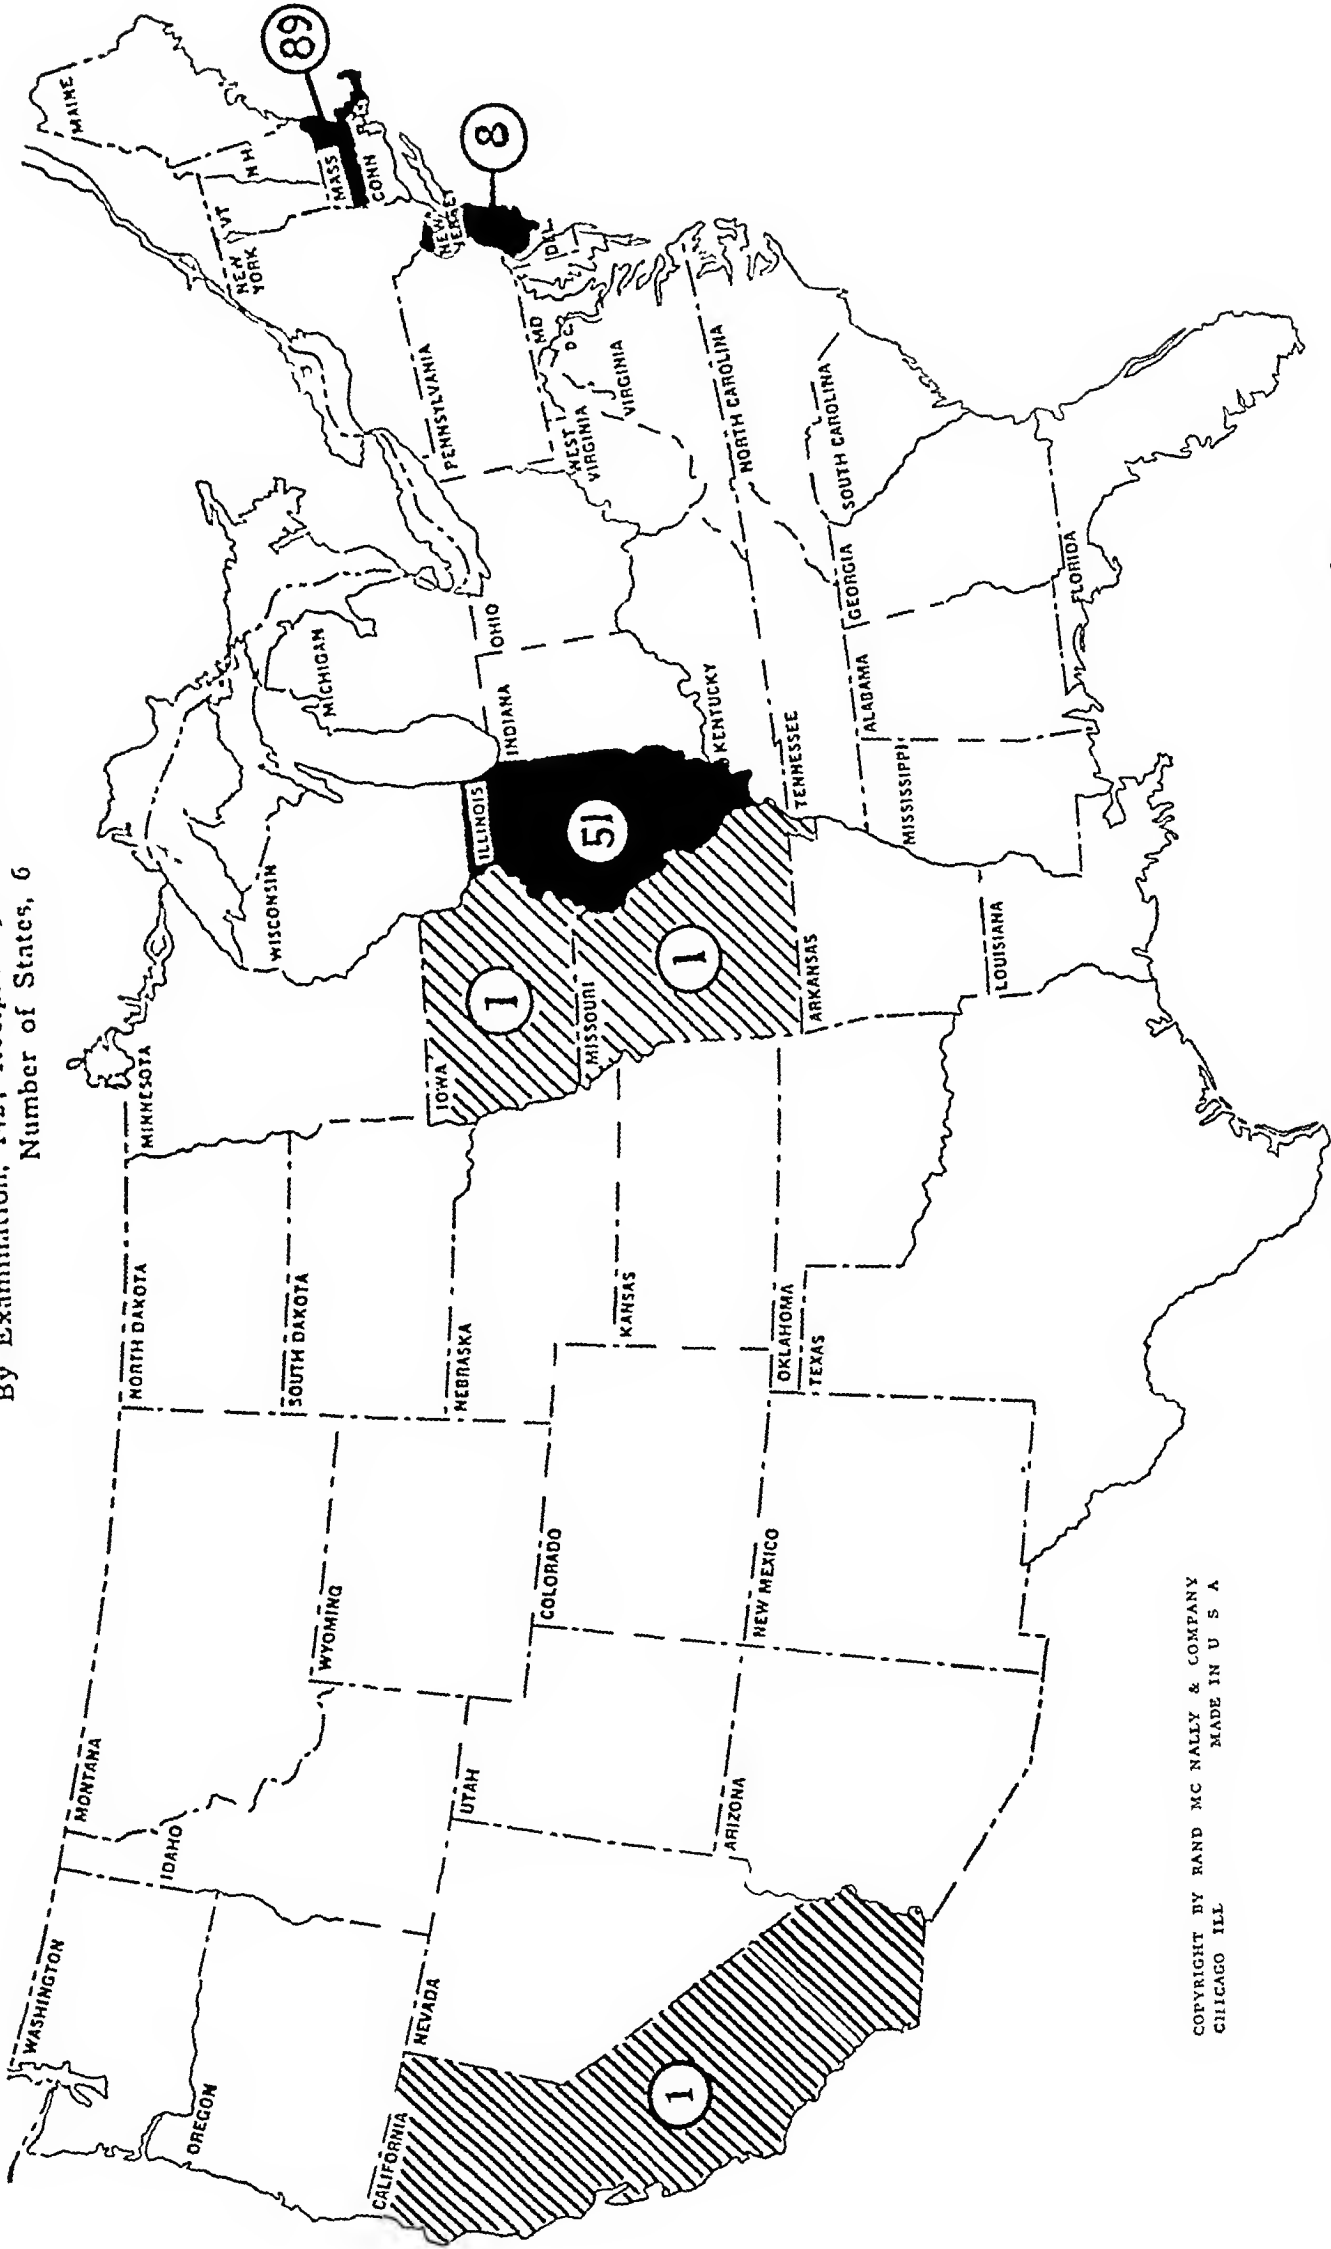 By Examination,
Number of States, 6
WASHINGTON
MONTANA
NORTH DAKOTA
MINNESOTA
MAINE
OREGON
IDAHO
SOUTH DAKOTA
WISCONSIN
MICHIGAN
NEW
YORK
VT
N H
MASS
89
CONN
CALIFORNIA
NEVADA
WYOMING
UTAH
NEBRASKA
IOWA
1
ILLINOIS
51
INDIANA
OHIO
PENNSYLVANIA
NEW
JERSEY
8
COLORADO
KANSAS
MISSOURI
1
KENTUCKY
WEST
VIRGINIA
VIRGINIA
MD
D C
DEL
1
ARIZONA
NEW MEXICO
OKLAHOMA
TEXAS
ARKANSAS
TENNESSEE
NORTH CAROLINA
SOUTH CAROLINA
MISSISSIPPI
ALABAMA
GEORGIA
LOUISIANA
FLORIDA
COPYRIGHT BY RAND MC NALLY & COMPANY
CHICAGO ILL MADE IN U S A